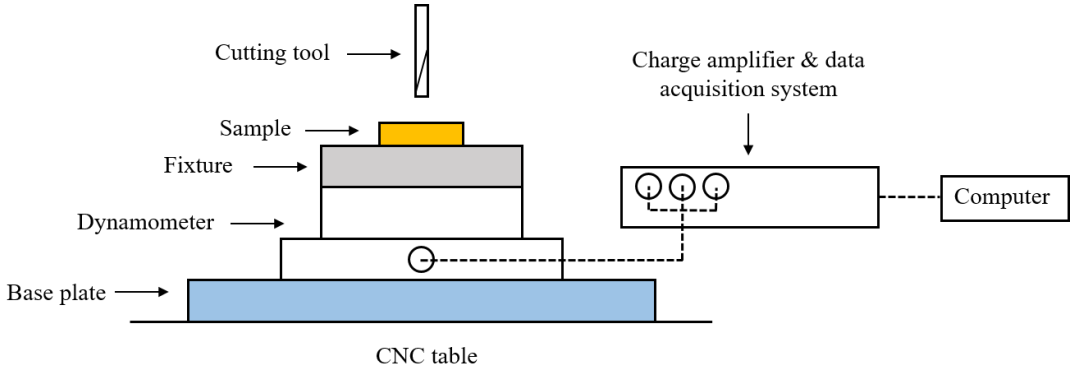 Cutting tool
Charge amplifier & data
acquisition system
Sample
Fixture
Computer
Dynamometer
Base plate
CNC table